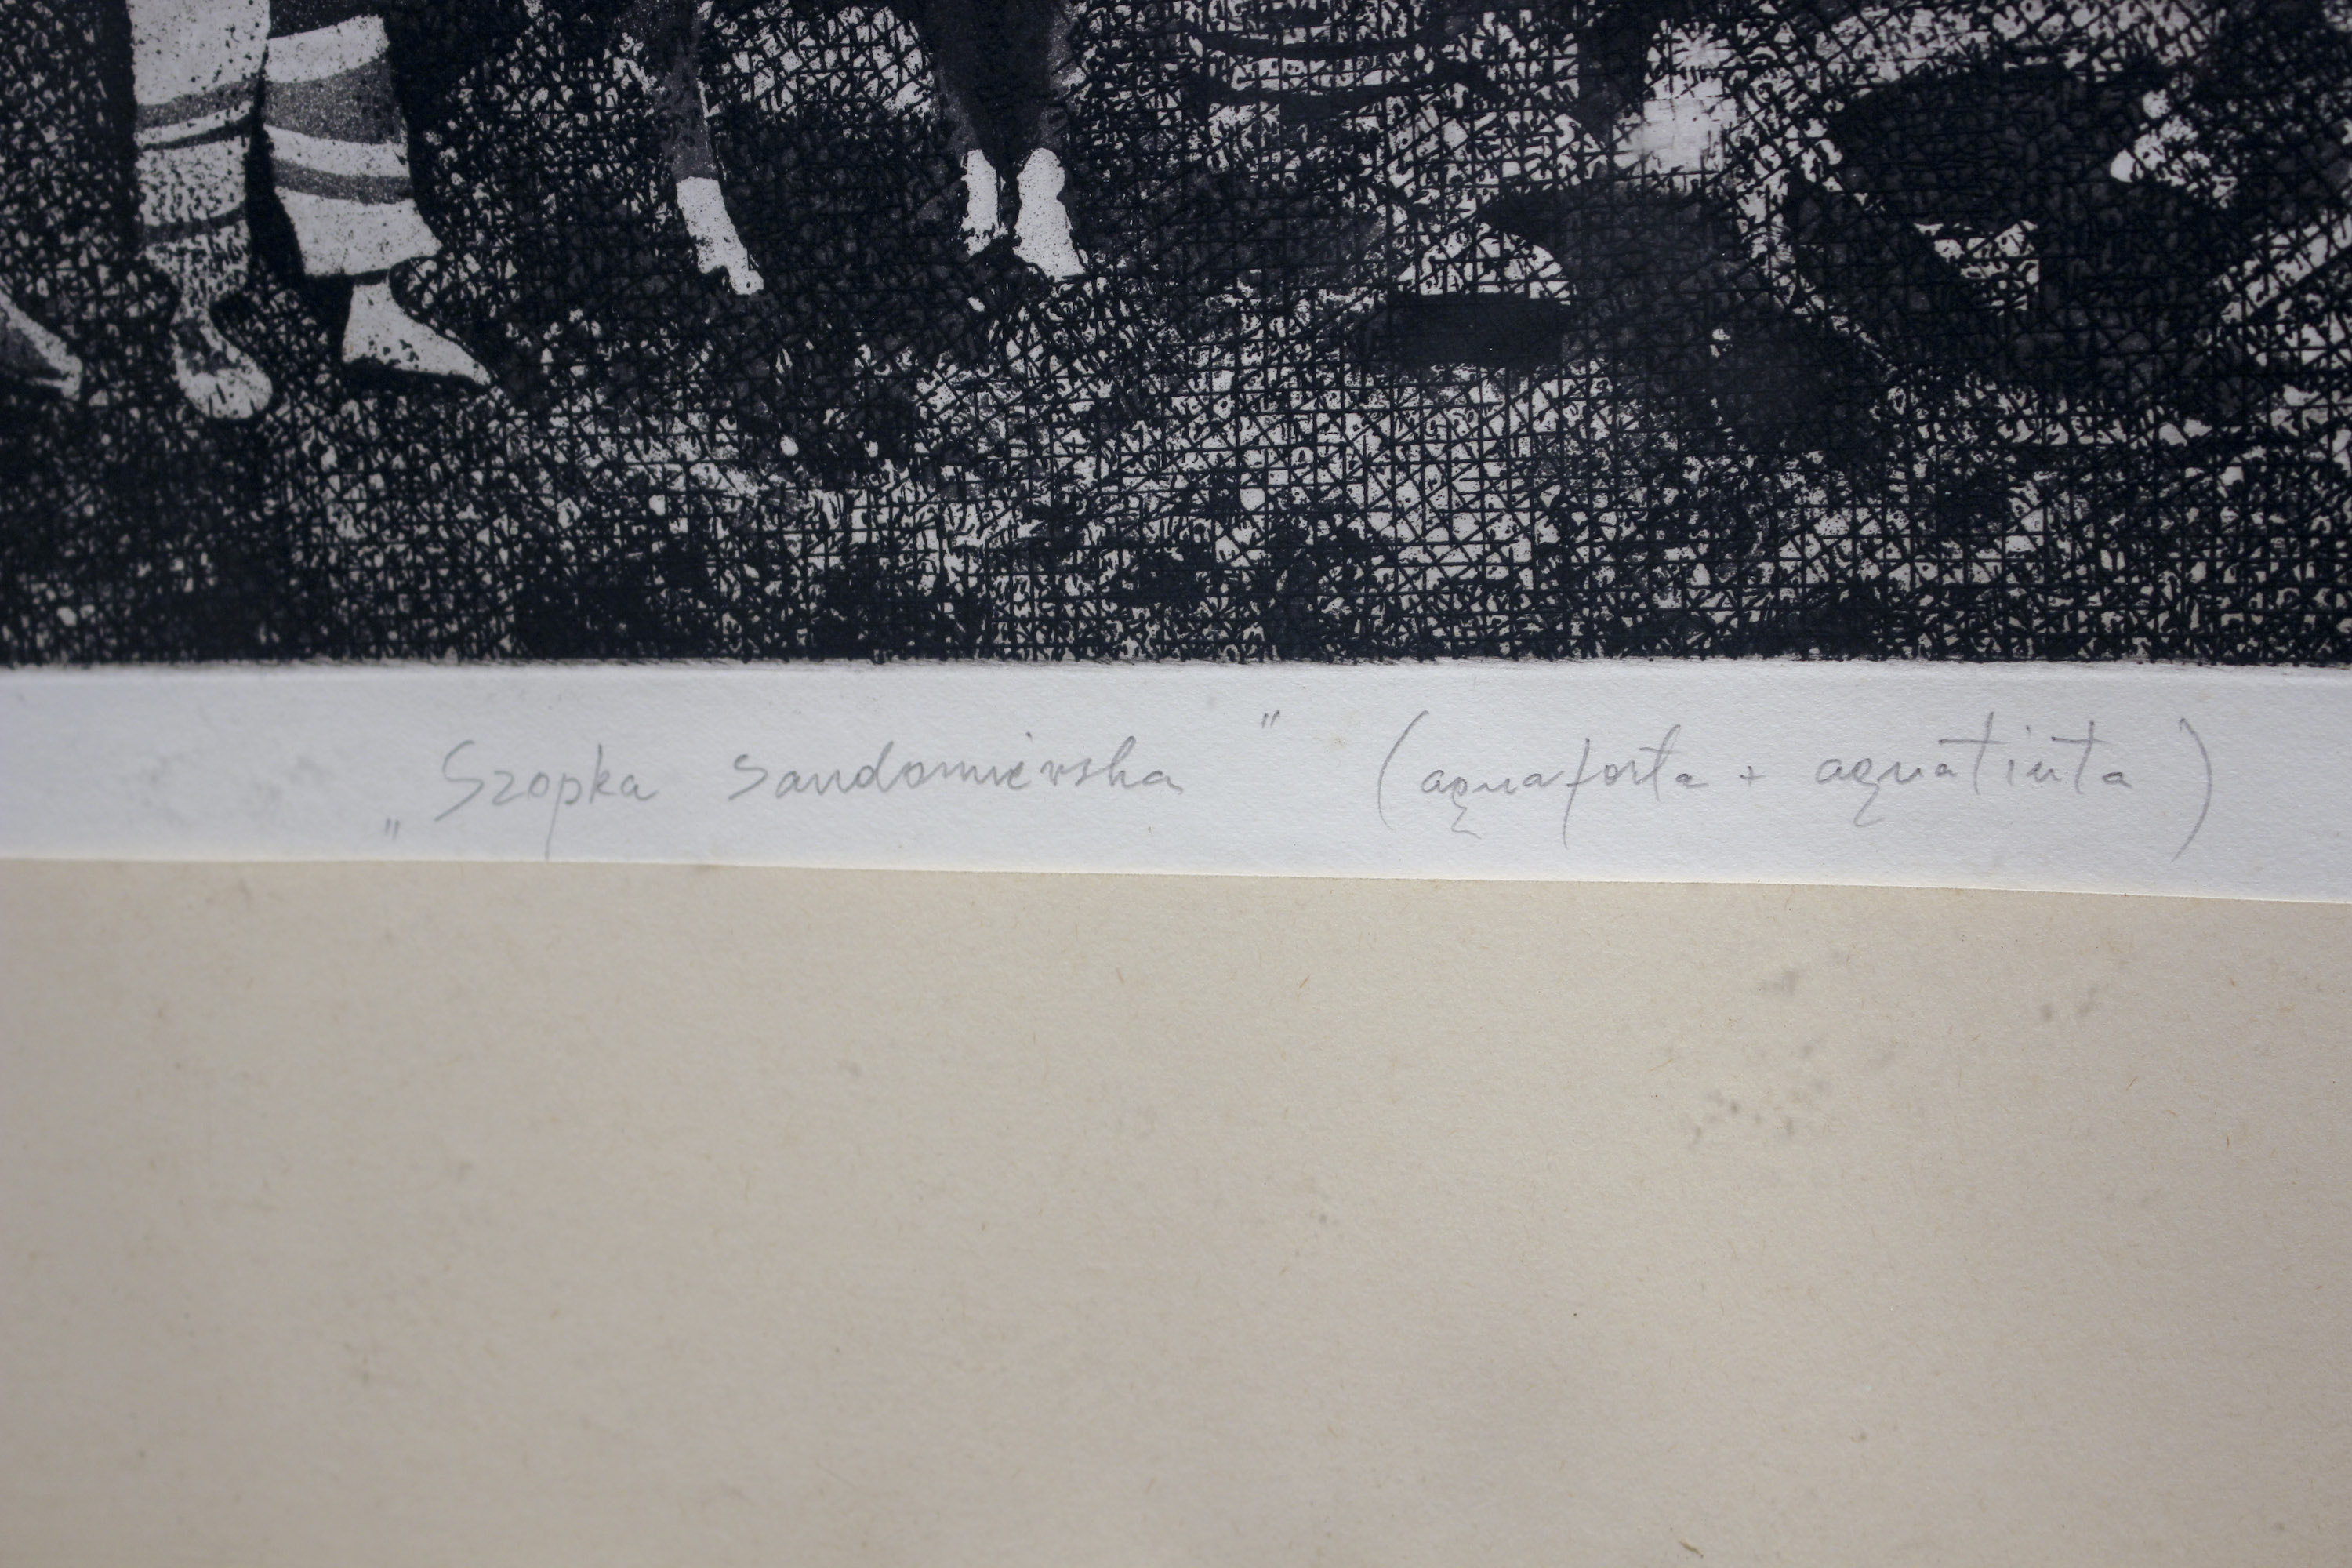 „Szopka Sandomierska" (aquaforta + aquatinta)